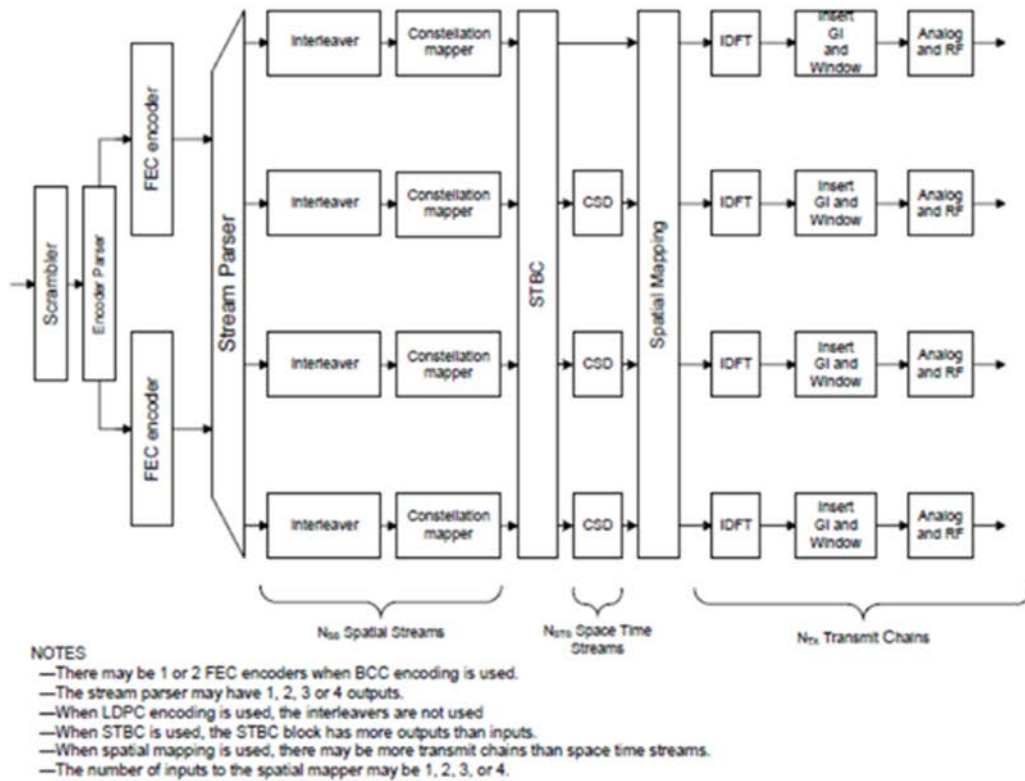 Interleaver Constellation mapper IDFT Insert GI and Window Analog and RF
FEC encoder
Interleaver Constellation mapper CSD IDFT Insert GI and Window Analog and RF
Scrambler
Encoder Parser
Stream Parser
STBC
Spatial Mapping
Interleaver Constellation mapper CSD IDFT Insert GI and Window Analog and RF
FEC encoder
Interleaver Constellation mapper CSD IDFT Insert GI and Window Analog and RF
NSS Spatial Streams
NSTS Space Time Streams
NTX Transmit Chains
NOTES
—There may be 1 or 2 FEC encoders when BCC encoding is used.
—The stream parser may have 1, 2, 3 or 4 outputs.
—When LDPC encoding is used, the interleavers are not used
—When STBC is used, the STBC block has more outputs than inputs.
—When spatial mapping is used, there may be more transmit chains than space time streams.
—The number of inputs to the spatial mapper may be 1, 2, 3, or 4.